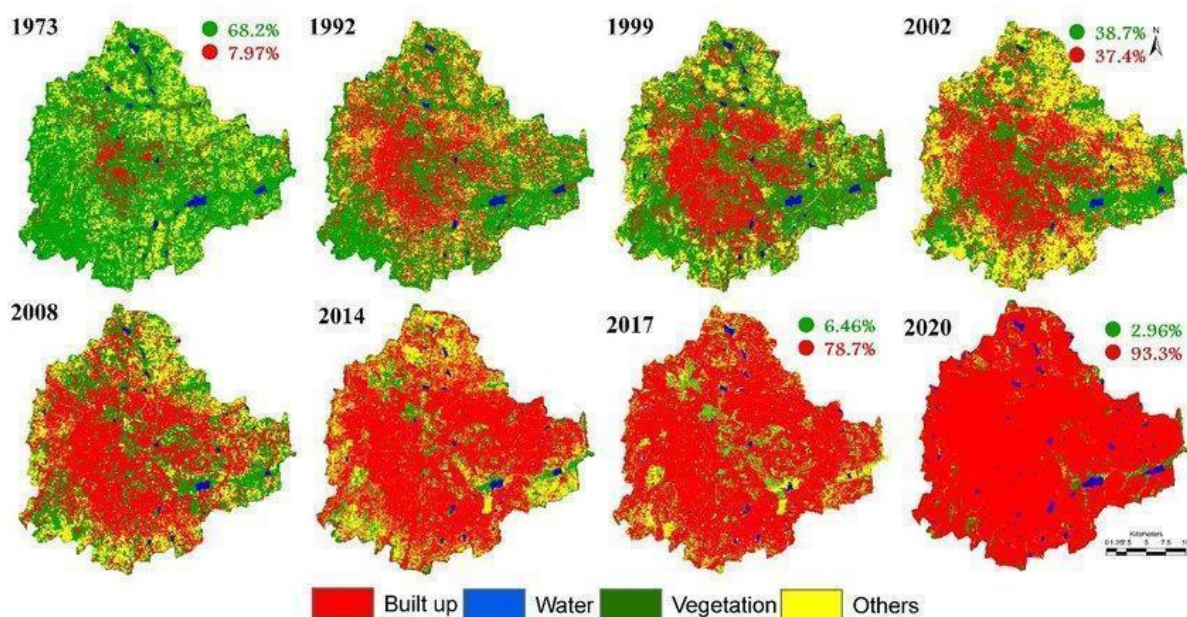 1973
68.2%
7.97%
1992
1999
2002
38.7%
37.4%
N
2008
2014
2017
6.46%
78.7%
2020
2.96%
93.3%
Kilometers
Built up
Water
Vegetation
Others